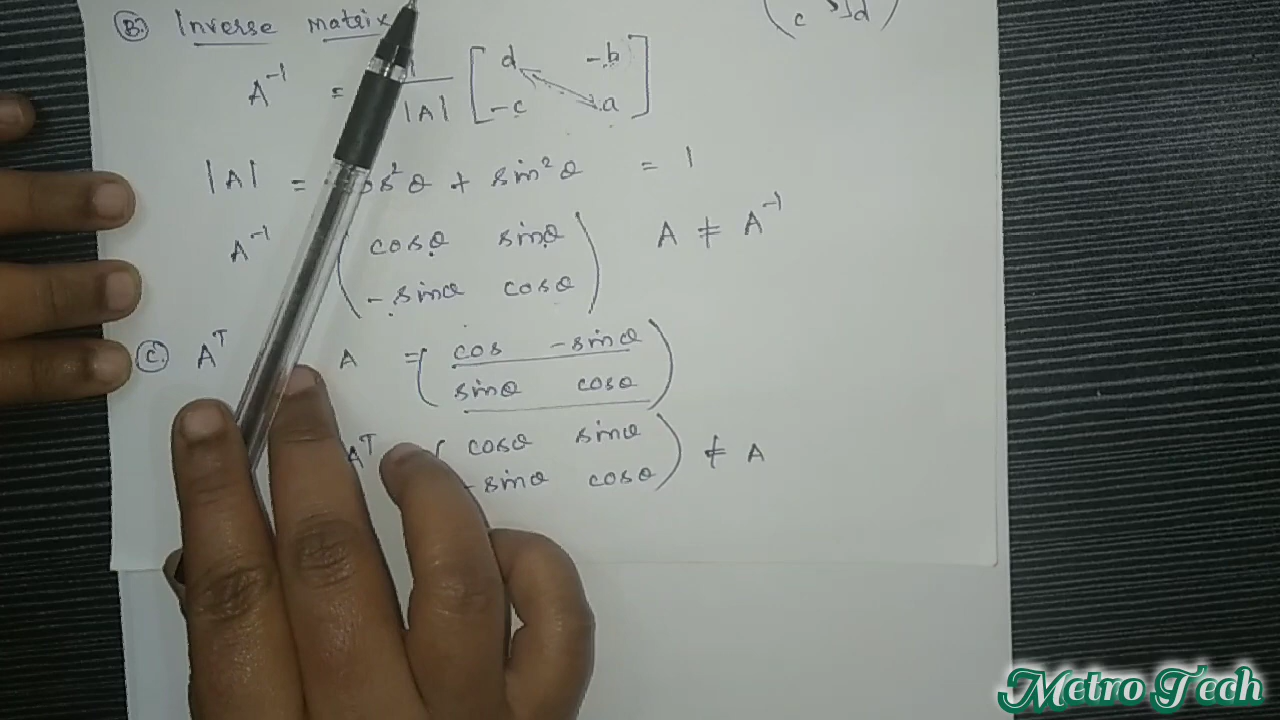 ( c d )
(B.) Inverse matrix
A⁻¹ = 1/|A| [ d -b
-c a ]
|A| = cos²θ + sin²θ = 1
A⁻¹ ( cosθ sinθ
-sinθ cosθ ) A ≠ A⁻¹
(C.) Aᵀ A = ( cos -sinθ
sinθ cosθ )
Aᵀ ( cosθ sinθ
-sinθ cosθ ) ≠ A
Metro Tech